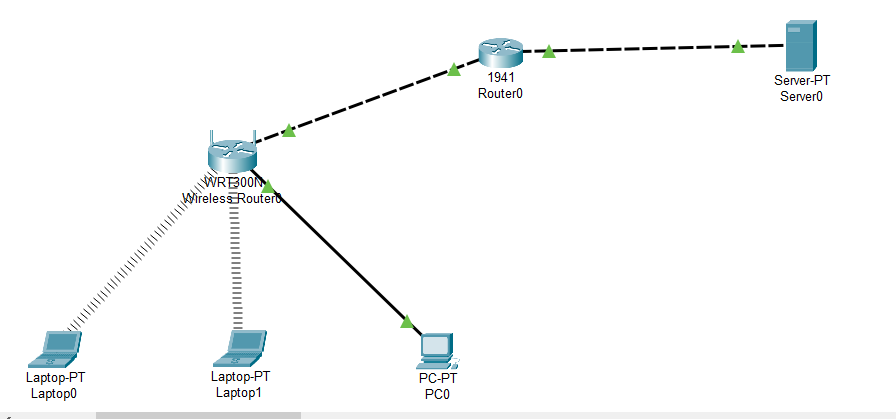 1941
Router0
Server-PT
Server0
WRT300N
Wireless Router0
Laptop-PT
Laptop0
Laptop-PT
Laptop1
PC-PT
PC0